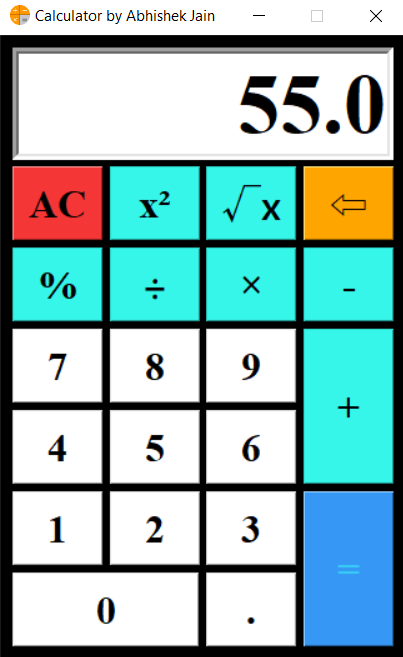 Calculator by Abhishek Jain
55.0
AC x² √x ⇦
% ÷ × -
7 8 9 +
4 5 6
1 2 3 =
0 .